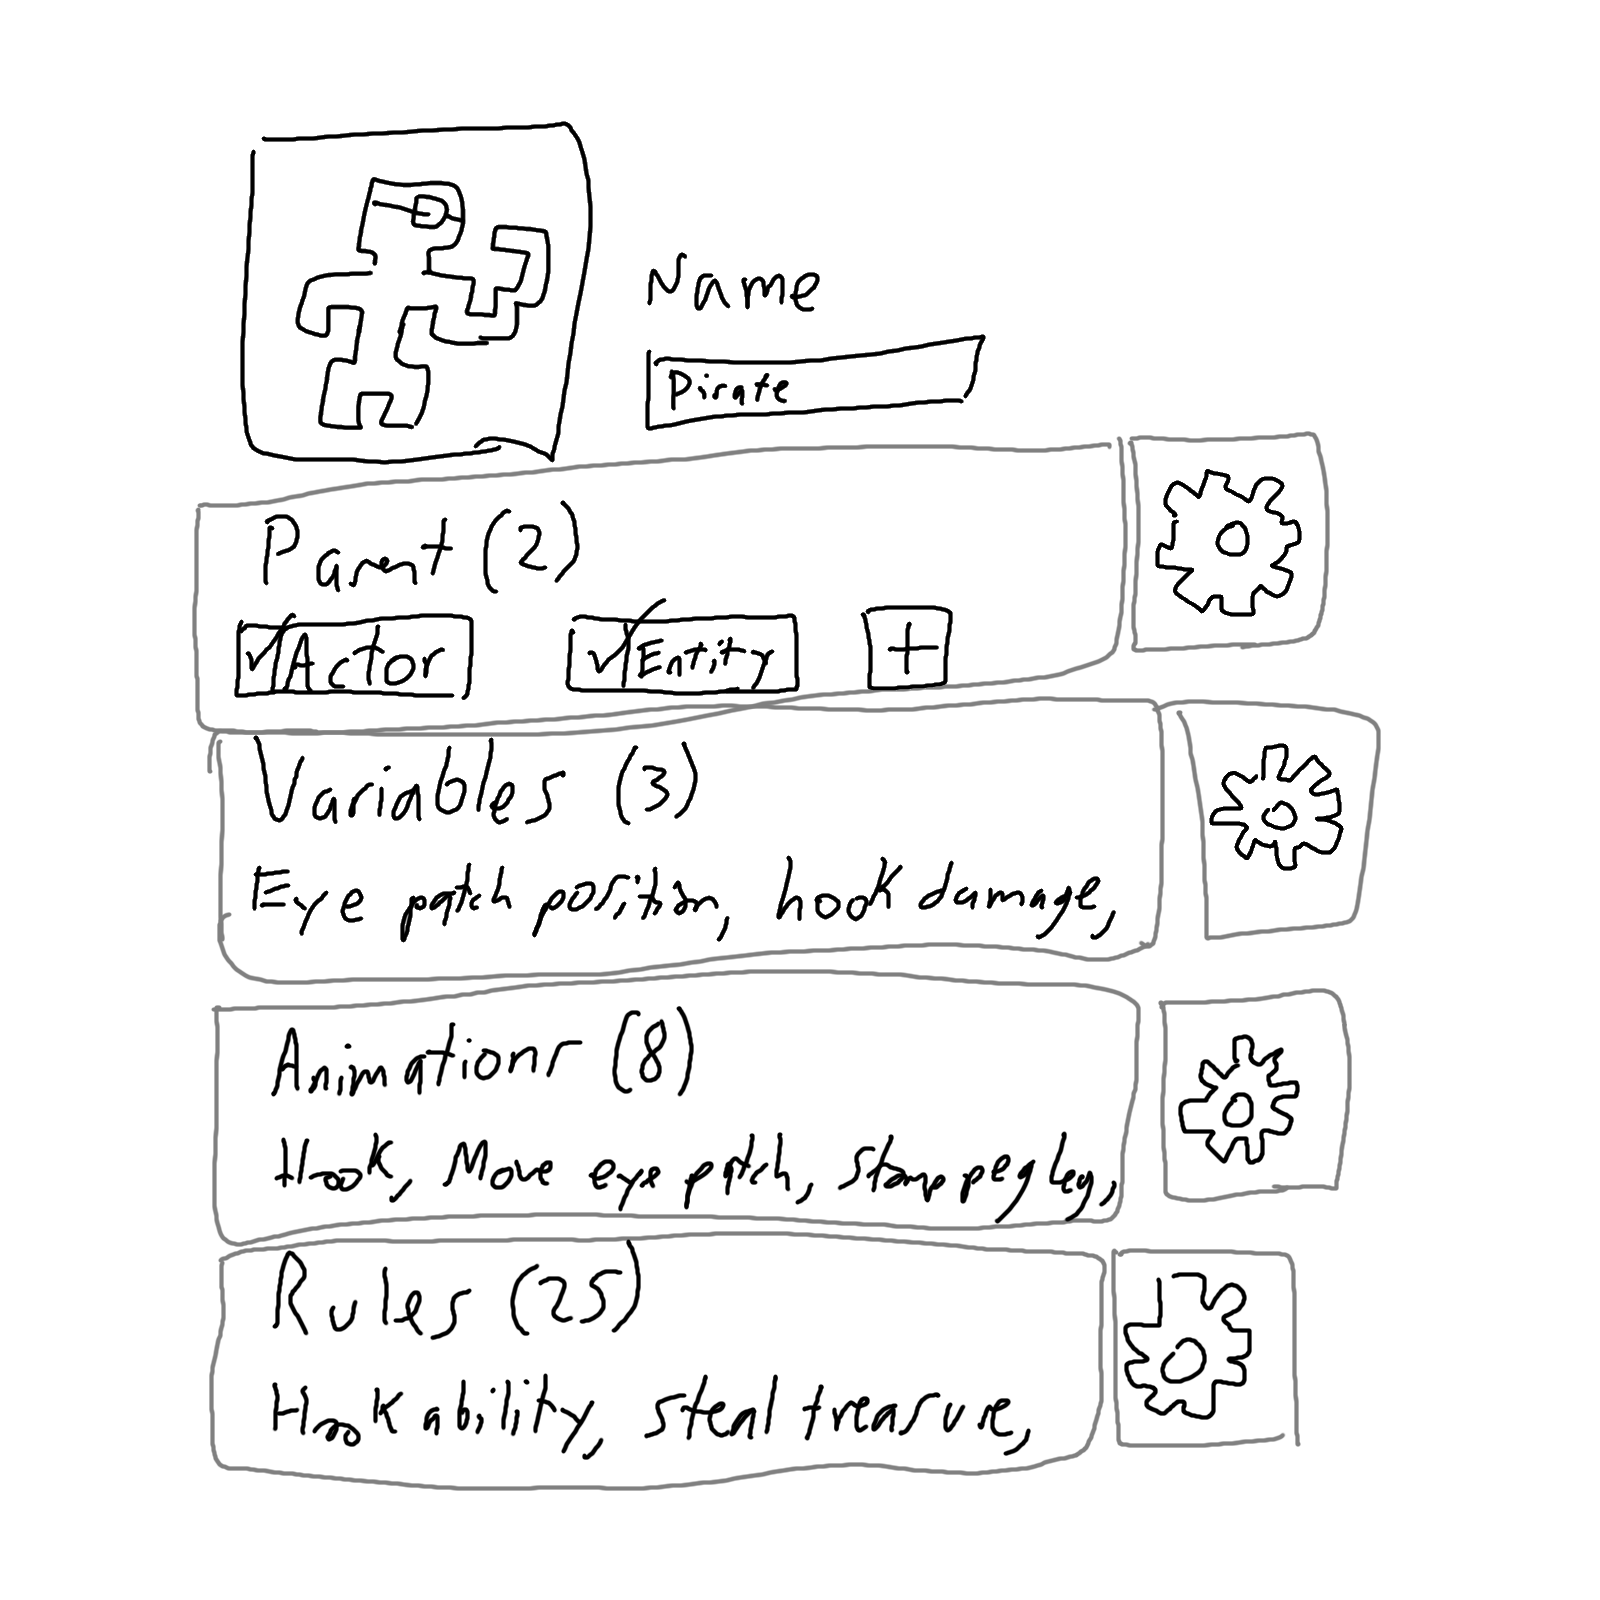 Name
Pirate
Parent (2)
Actor Entity +
Variables (3)
Eye patch position, hook damage,
Animations (8)
Hook, Move eye patch, Stomp peg leg,
Rules (25)
Hook ability, steal treasure,